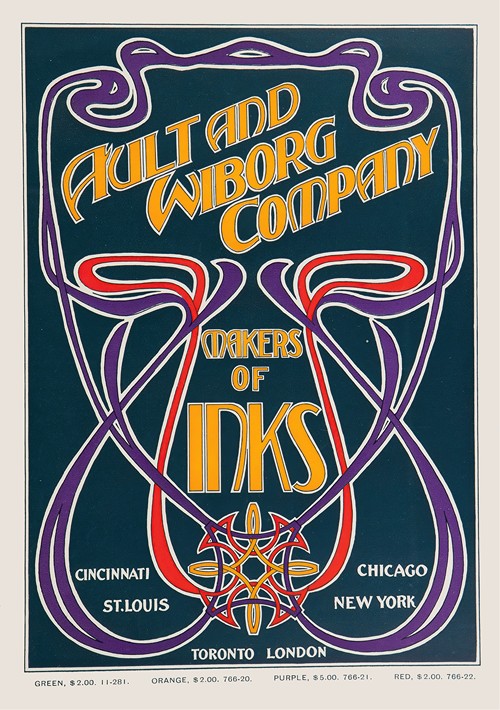 AULT AND
WIBORG
COMPANY
MAKERS
OF
INKS
CINCINNATI
CHICAGO
ST.LOUIS
NEW YORK
TORONTO LONDON
GREEN, $2.00. 11-281. ORANGE, $2.00. 766-20. PURPLE, $5.00. 766-21. RED, $2.00. 766-22.